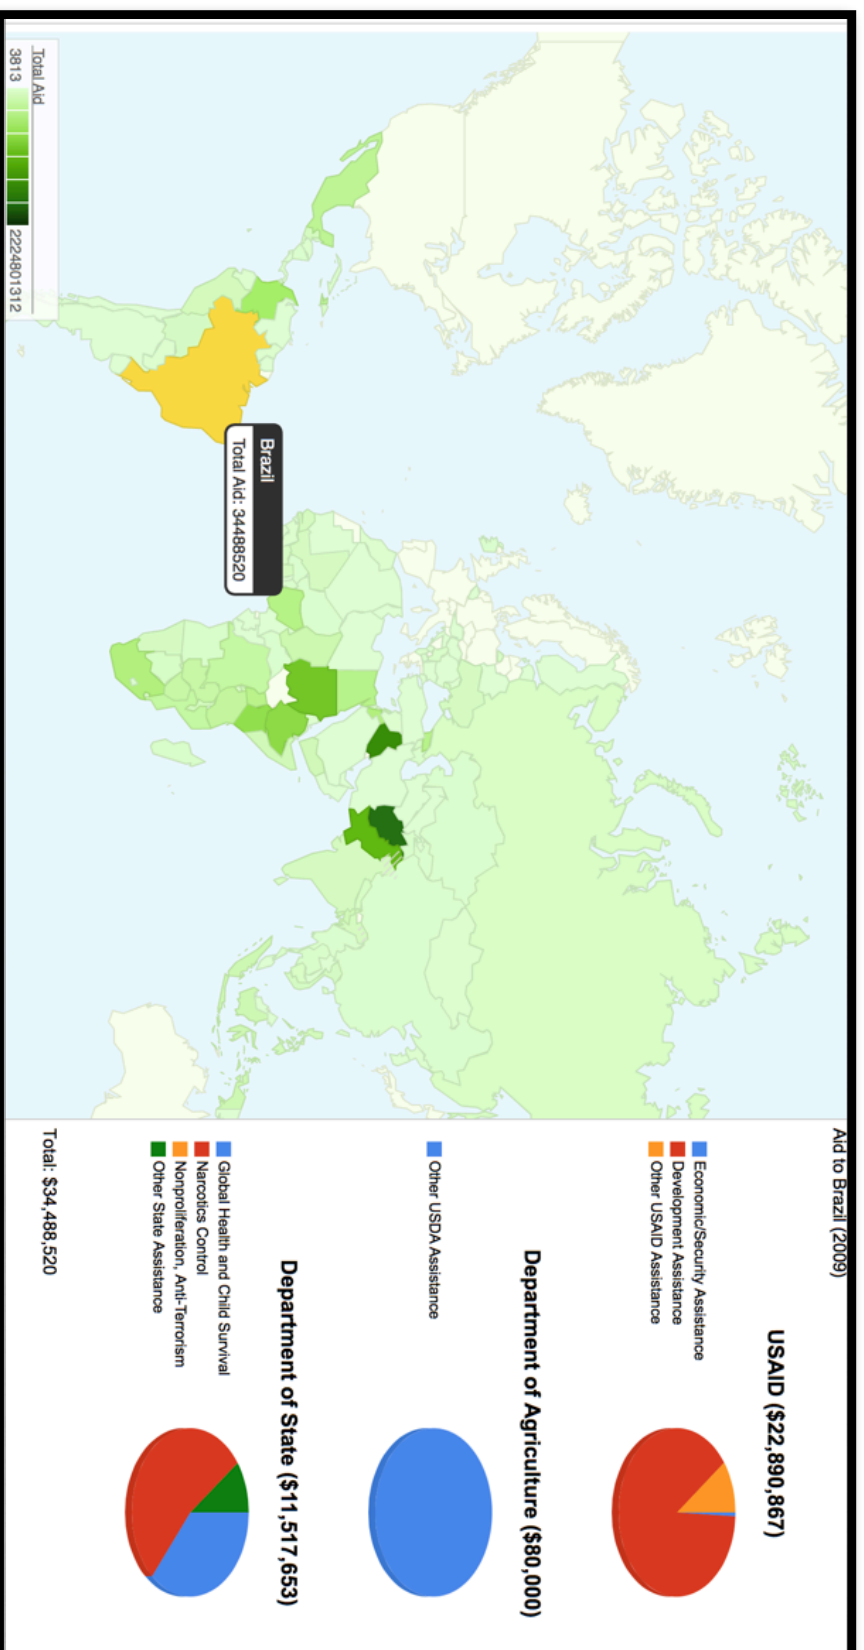 Total Aid
3813
2224801312
Brazil
Total Aid: 34488520
Aid to Brazil (2009)
USAID ($22,890,867)
Economic/Security Assistance
Development Assistance
Other USAID Assistance
Department of Agriculture ($80,000)
Other USDA Assistance
Department of State ($11,517,653)
Global Health and Child Survival
Narcotics Control
Nonproliferation, Anti-Terrorism
Other State Assistance
Total: $34,488,520